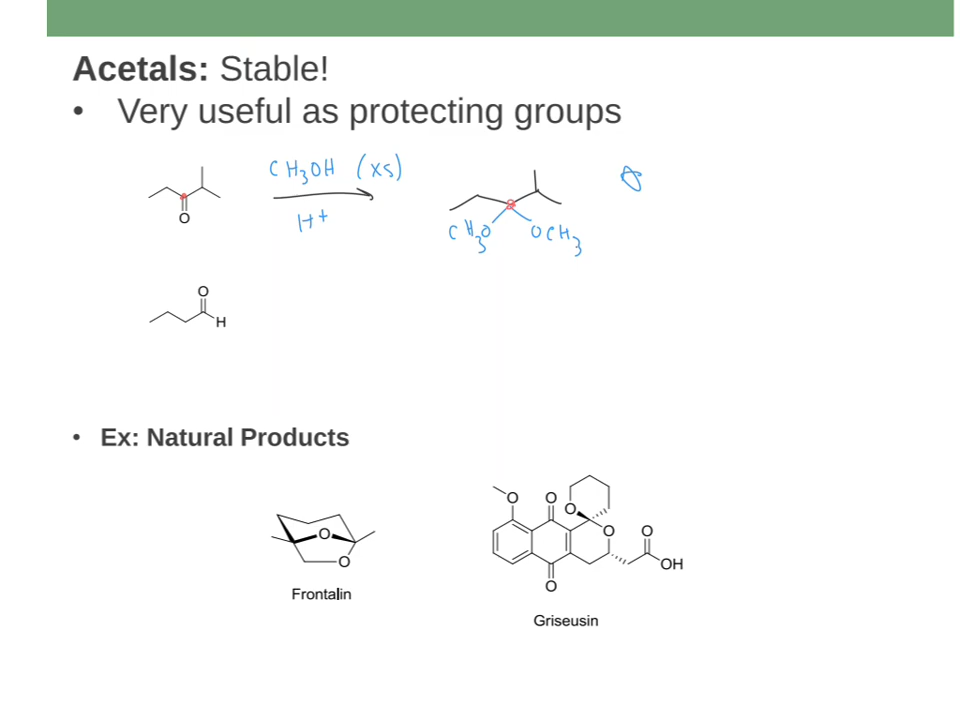 Acetals: Stable!
• Very useful as protecting groups
CH3OH (xs)
H+
O
CH3O OCH3
O
H
• Ex: Natural Products
O
O
Frontalin
O
O
O
O
O
OH
O
Griseusin